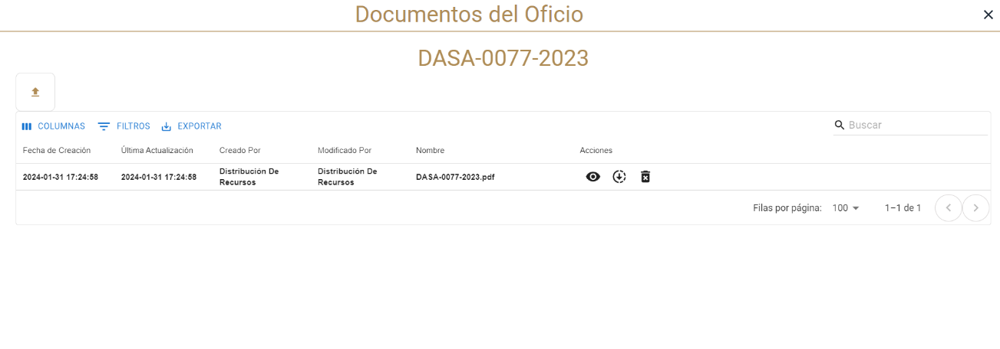 Documentos del Oficio
DASA-0077-2023
COLUMNAS FILTROS EXPORTAR Buscar
Fecha de Creación Última Actualización Creado Por Modificado Por Nombre Acciones
2024-01-31 17:24:58 2024-01-31 17:24:58 Distribución De Recursos Distribución De Recursos DASA-0077-2023.pdf
Filas por página: 100 1–1 de 1